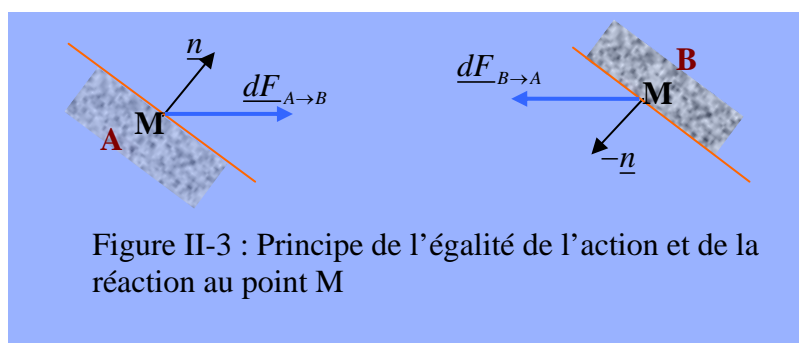 n
dF A→B
M
A
dF B→A
B
M
−n
Figure II-3 : Principe de l’égalité de l’action et de la
réaction au point M